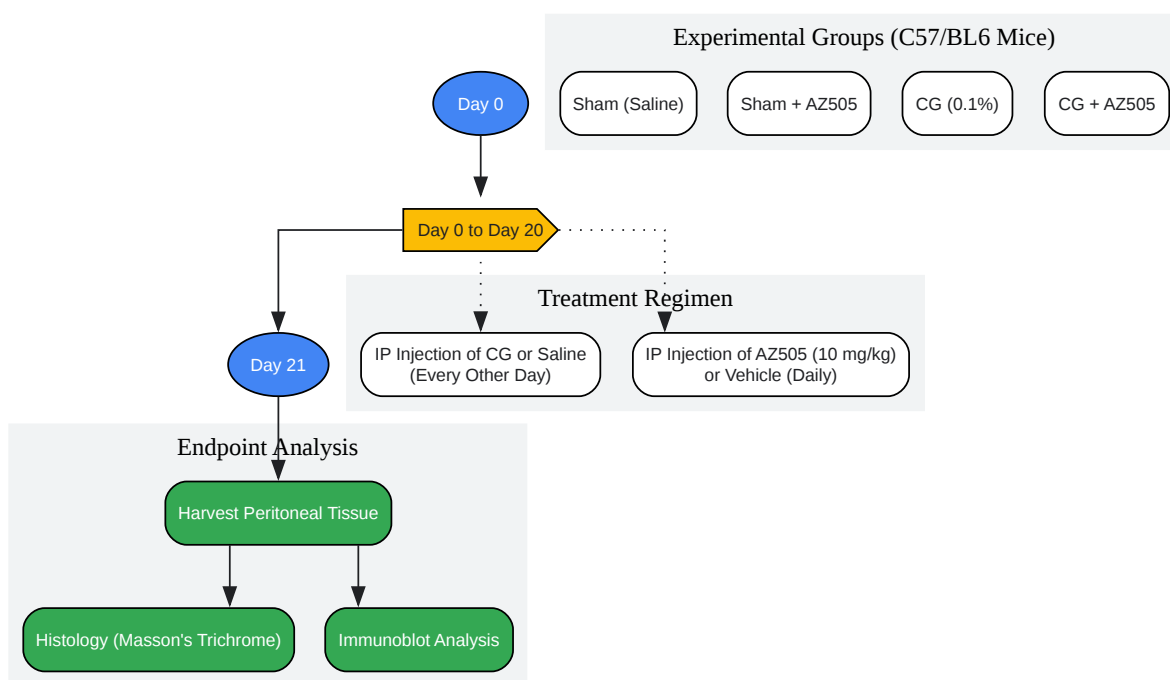 Experimental Groups (C57/BL6 Mice)
Day 0
Sham (Saline)
Sham + AZ505
CG (0.1%)
CG + AZ505
Day 0 to Day 20
Treatment Regimen
IP Injection of CG or Saline
(Every Other Day)
IP Injection of AZ505 (10 mg/kg)
or Vehicle (Daily)
Day 21
Endpoint Analysis
Harvest Peritoneal Tissue
Histology (Masson's Trichrome)
Immunoblot Analysis